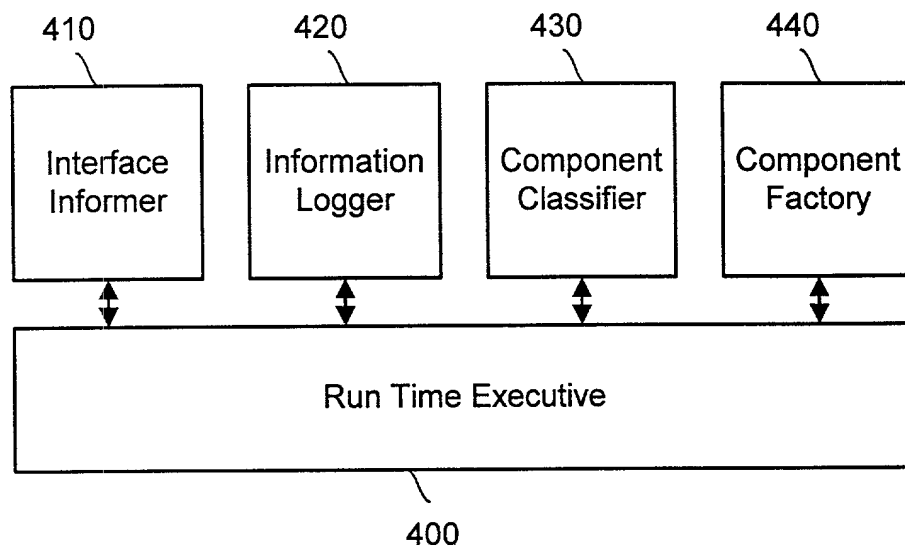 410
420
430
440
Interface
Informer
Information
Logger
Component
Classifier
Component
Factory
Run Time Executive
400